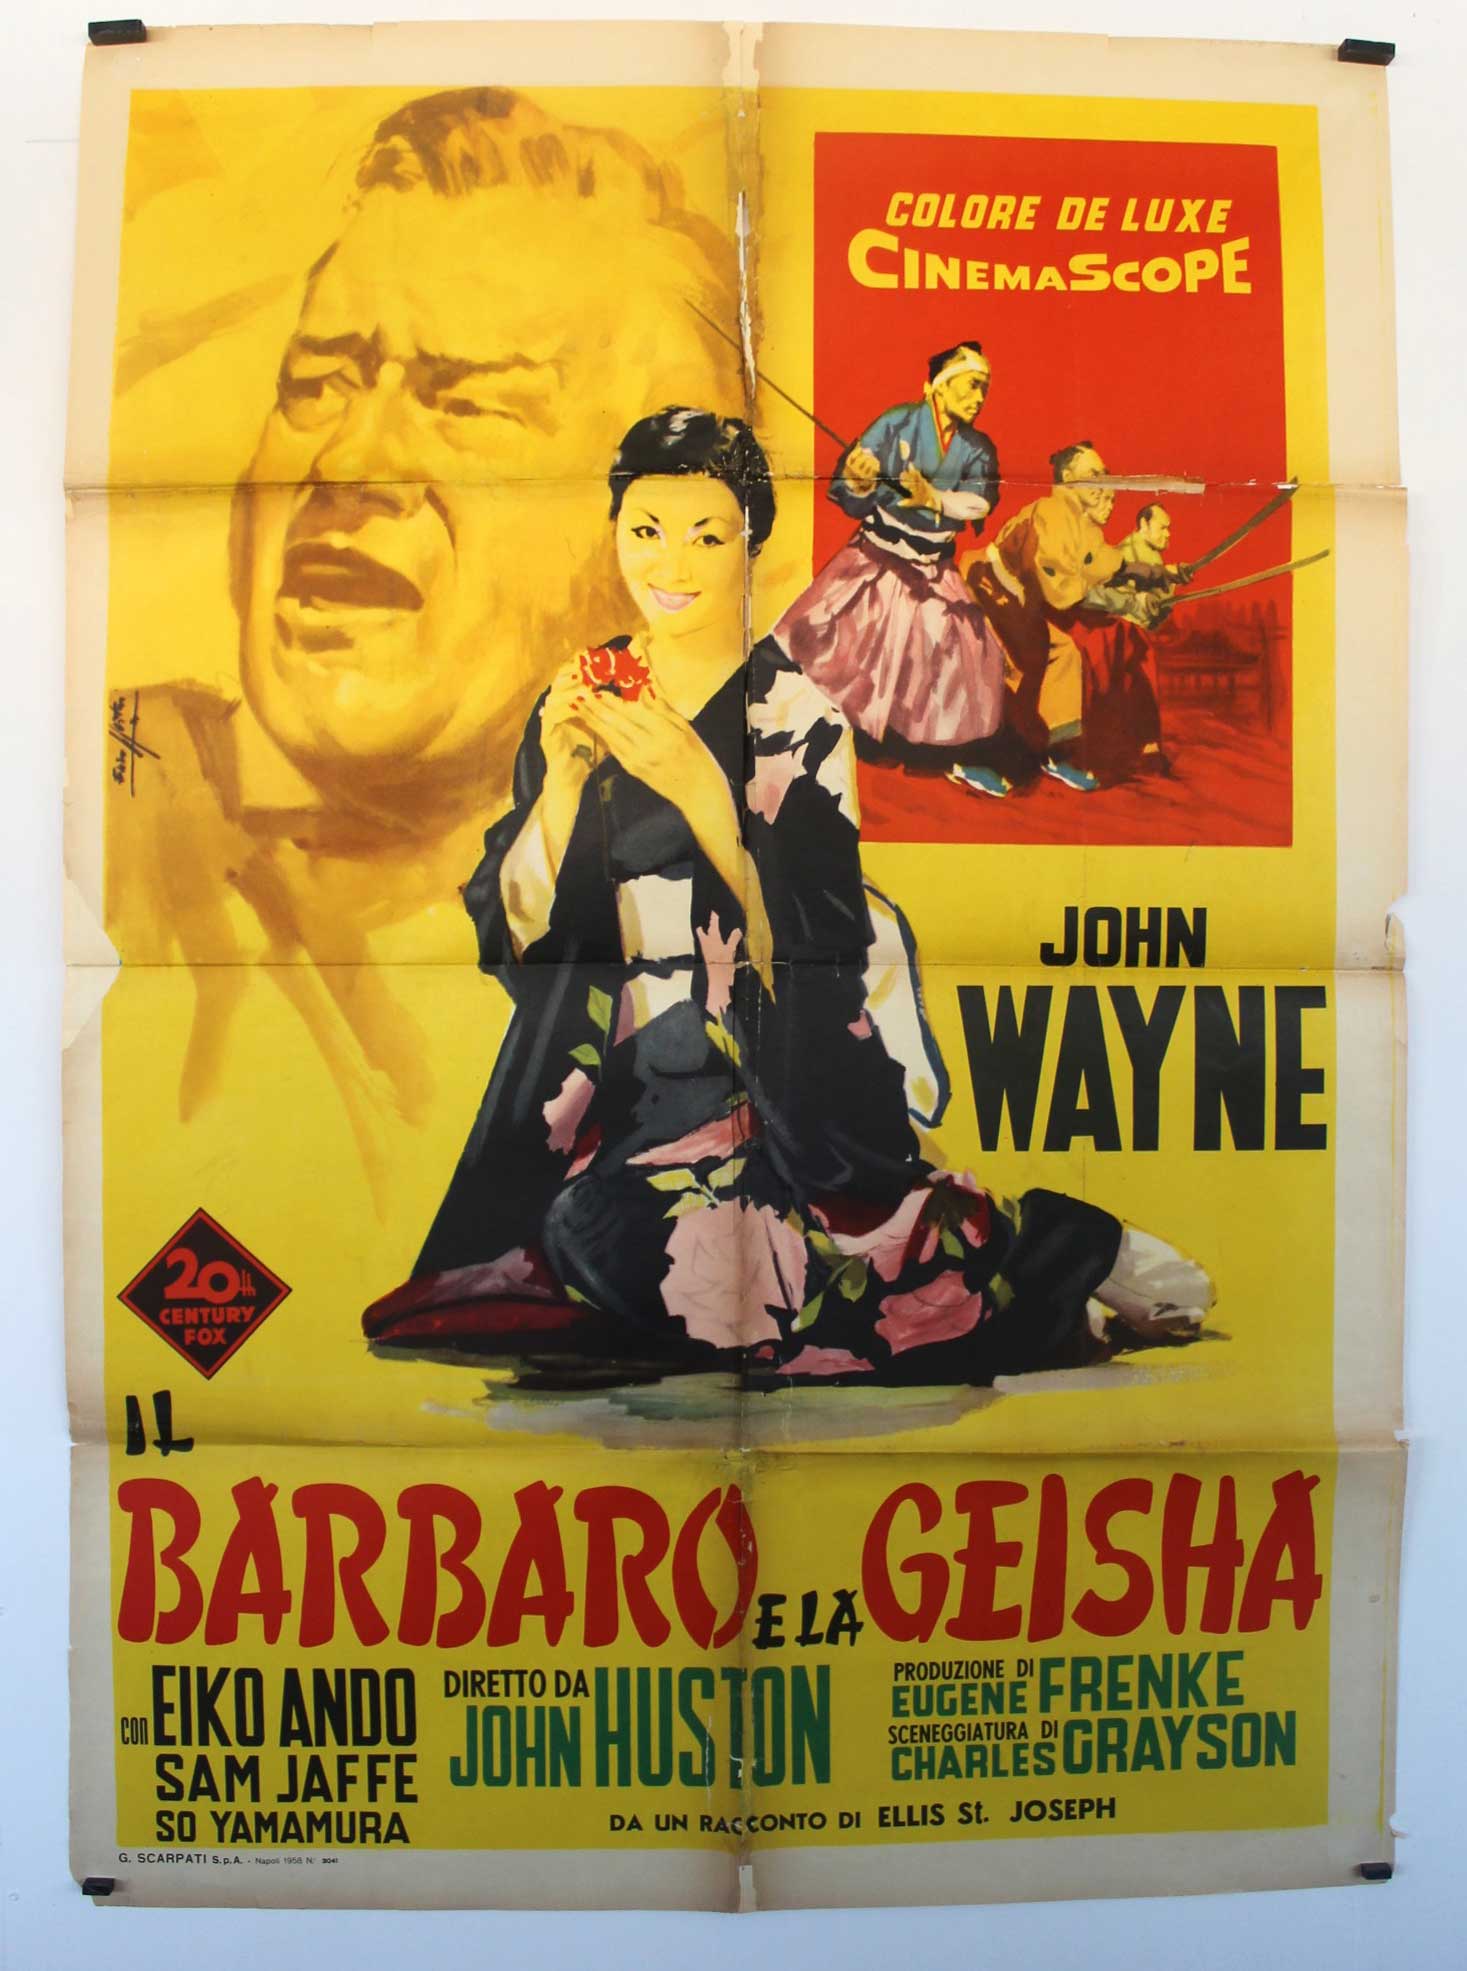 COLORE DE LUXE
CINEMASCOPE
JOHN
WAYNE
20th
CENTURY
FOX
IL
BARBARO E LA GEISHA
con EIKO ANDO
SAM JAFFE
SO YAMAMURA
DIRETTO DA
JOHN HUSTON
PRODUZIONE DI
EUGENE FRENKE
SCENEGGIATURA DI
CHARLES GRAYSON
DA UN RACCONTO DI ELLIS St. JOSEPH
G. SCARPATI S.p.A. - Napoli 1958 N. 3041